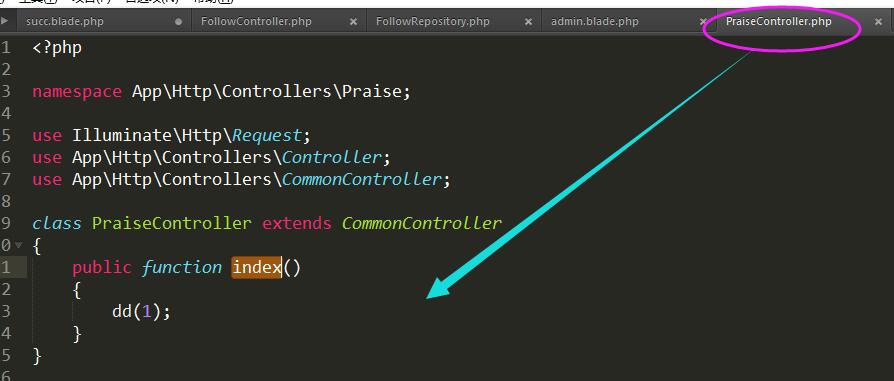 succ.blade.php FollowController.php FollowRepository.php admin.blade.php PraiseController.php
1 <?php
2
3 namespace App\Http\Controllers\Praise;
4
5 use Illuminate\Http\Request;
6 use App\Http\Controllers\Controller;
7 use App\Http\Controllers\CommonController;
8
9 class PraiseController extends CommonController
0 {
1 public function index()
2 {
3 dd(1);
4 }
5 }